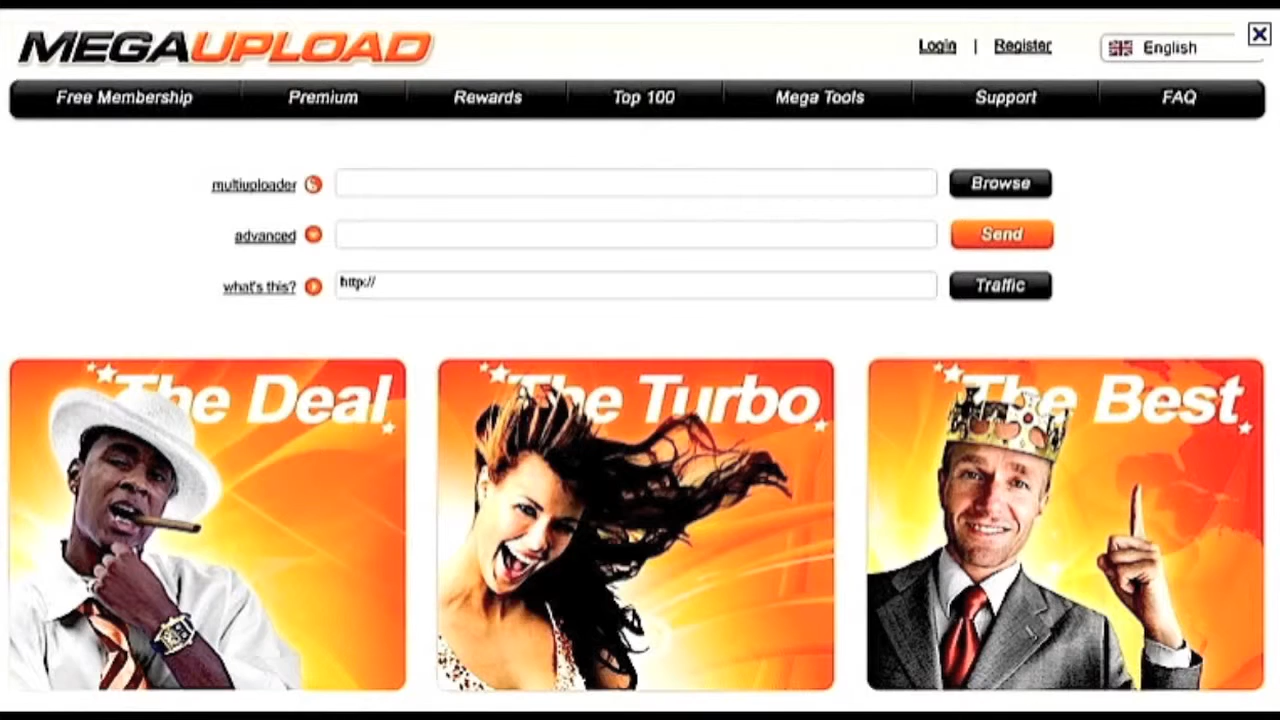 MEGAUPLOAD
Login | Register
English
Free Membership
Premium
Rewards
Top 100
Mega Tools
Support
FAQ
multiuploader
Browse
advanced
Send
what's this?
http://
Traffic
The Deal
The Turbo
The Best